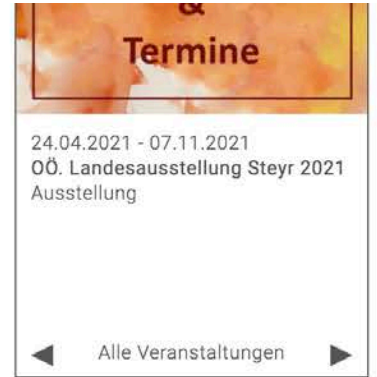 &
Termine
24.04.2021 - 07.11.2021
OÖ. Landesausstellung Steyr 2021
Ausstellung
◀ Alle Veranstaltungen ▶